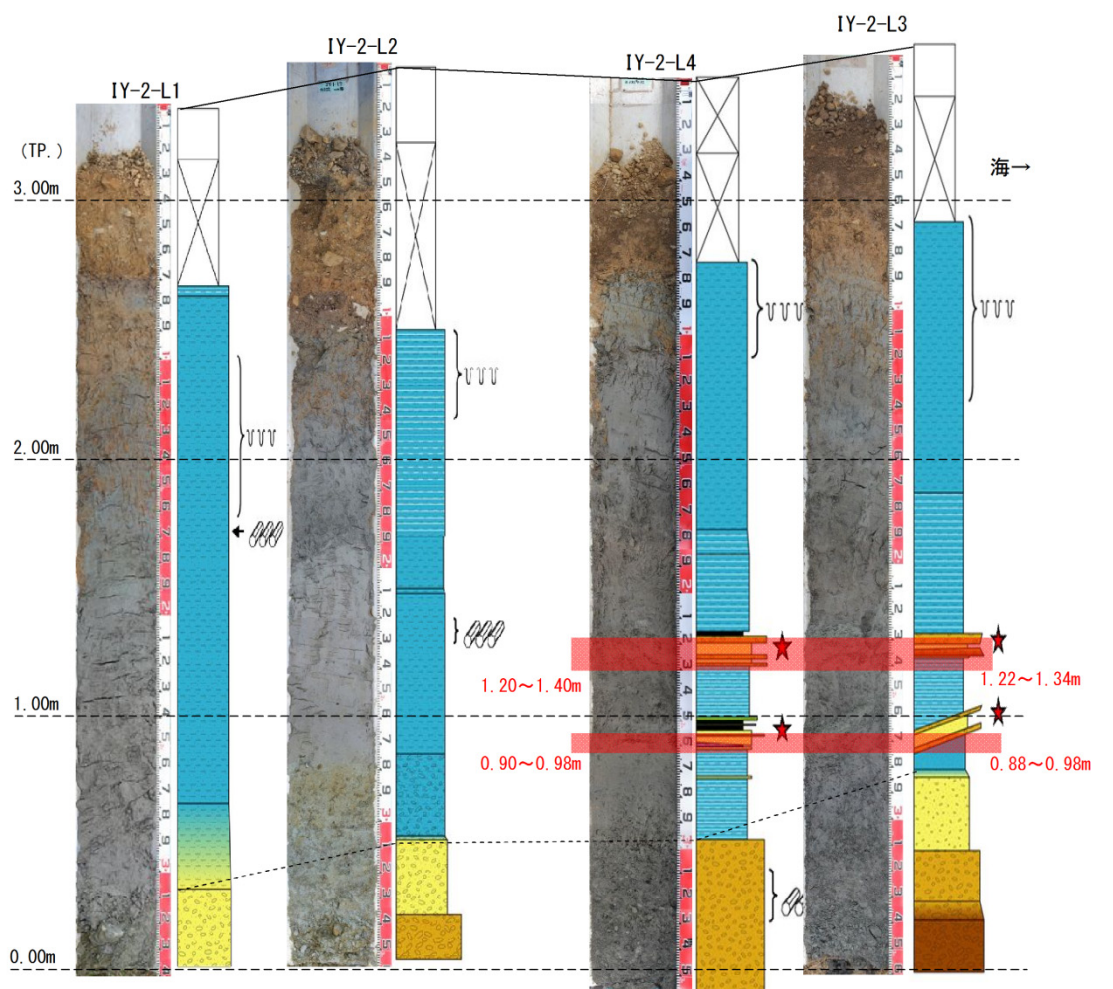 IY-2-L1
IY-2-L2
IY-2-L4
IY-2-L3
(TP.)
3.00m
海→
2.00m
1.00m
0.00m
1.20～1.40m
1.22～1.34m
0.90～0.98m
0.88～0.98m